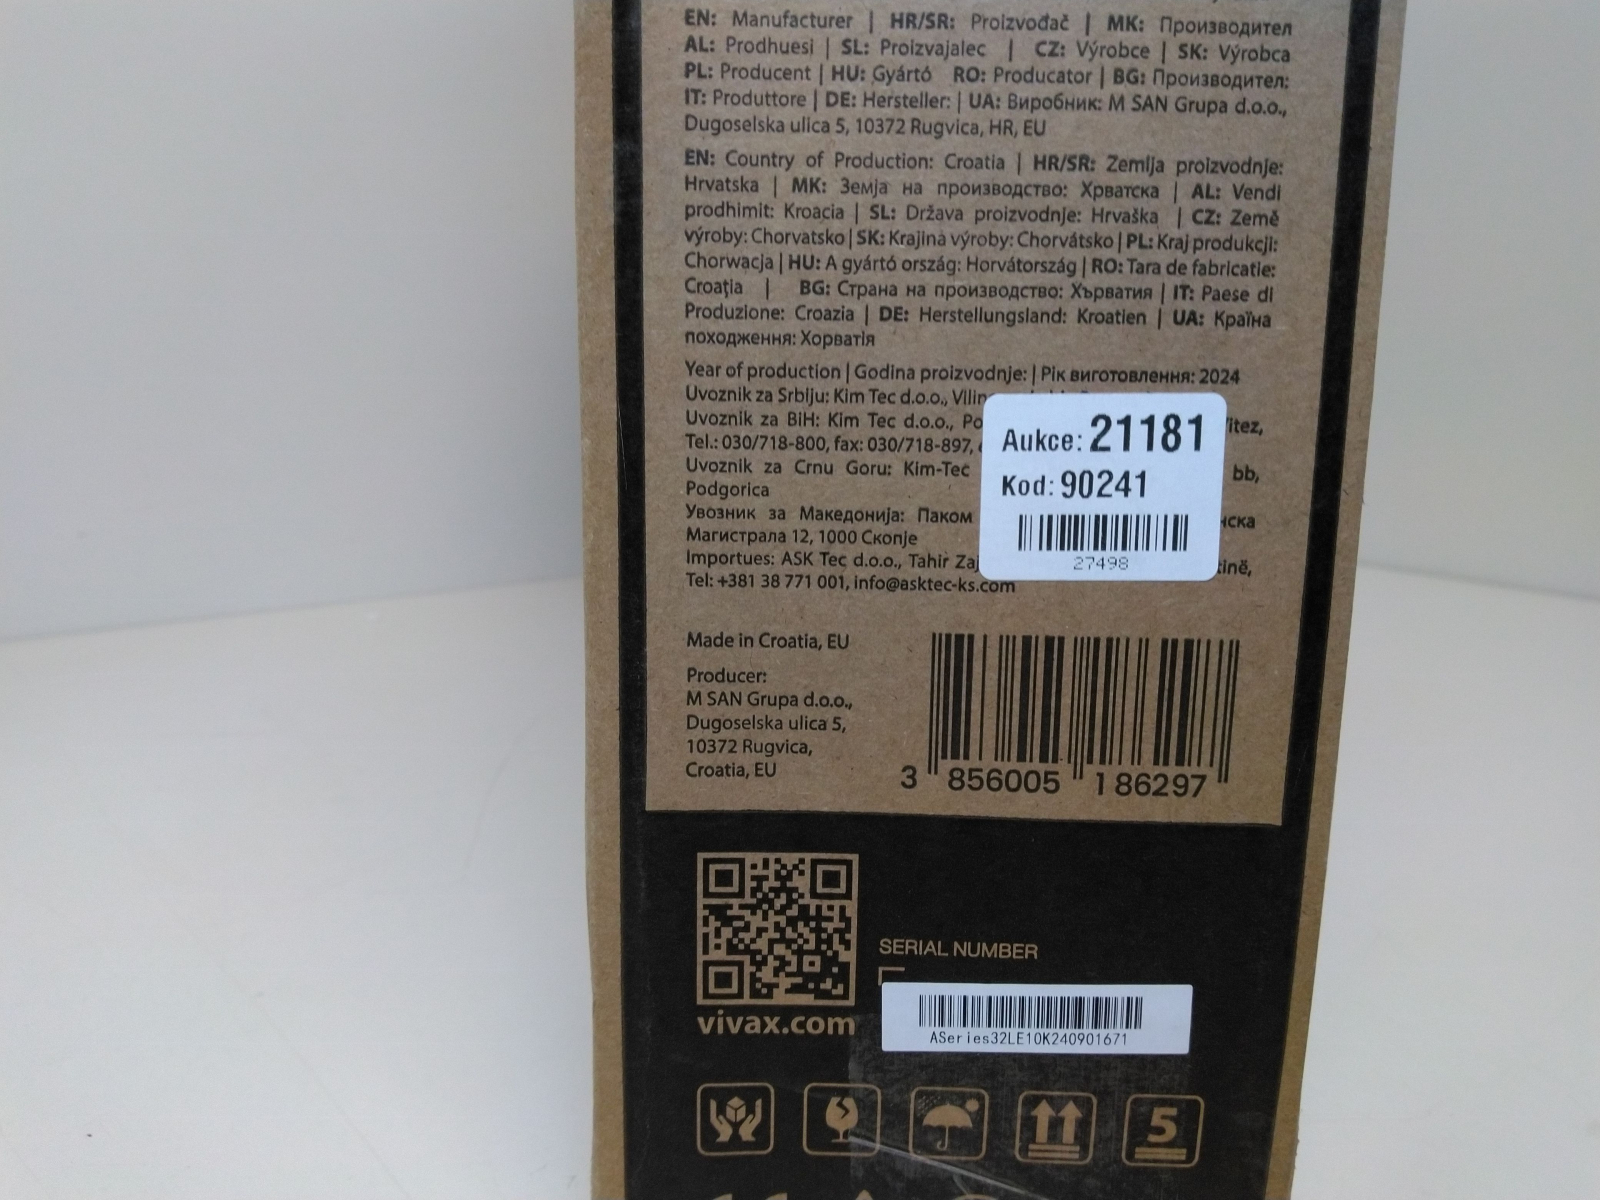 EN: Manufacturer | HR/SR: Proizvođač | MK: Производител
AL: Prodhuesi | SL: Proizvajalec | CZ: Výrobce | SK: Výrobca
PL: Producent | HU: Gyártó RO: Producator | BG: Производител:
IT: Produttore | DE: Hersteller: | UA: Виробник: M SAN Grupa d.o.o.,
Dugoselska ulica 5, 10372 Rugvica, HR, EU
EN: Country of Production: Croatia | HR/SR: Zemlja proizvodnje:
Hrvatska | MK: Земја на производство: Хрватска | AL: Vendi
prodhimit: Kroacia | SL: Država proizvodnje: Hrvaška | CZ: Země
výroby: Chorvatsko | SK: Krajina výroby: Chorvátsko | PL: Kraj produkcji:
Chorwacja | HU: A gyártó ország: Horvátország | RO: Tara de fabricatie:
Croaţia | BG: Страна на производство: Хърватия | IT: Paese di
Produzione: Croazia | DE: Herstellungsland: Kroatien | UA: Країна
походження: Хорватія
Year of production | Godina proizvodnje: | Рік виготовлення: 2024
Uvoznik za Srbiju: Kim Tec d.o.o.,
Uvoznik za BiH: Kim Tec d.o.o.,
Tel.: 030/718-800, fax: 030/718-897,
Uvoznik za Crnu Goru: Kim-Tec bb,
Podgorica
Увозник за Македонија: Паком
Магистрала 12, 1000 Скопје
Importues: ASK Tec d.o.o., Tahir
Tel: +381 38 771 001, info@asktec-ks.com
Aukce: 21181
Kod: 90241
27498
Made in Croatia, EU
Producer:
M SAN Grupa d.o.o.,
Dugoselska ulica 5,
10372 Rugvica,
Croatia, EU
3 856005 186297
SERIAL NUMBER
vivax.com
ASeries32LE10K240901671
5